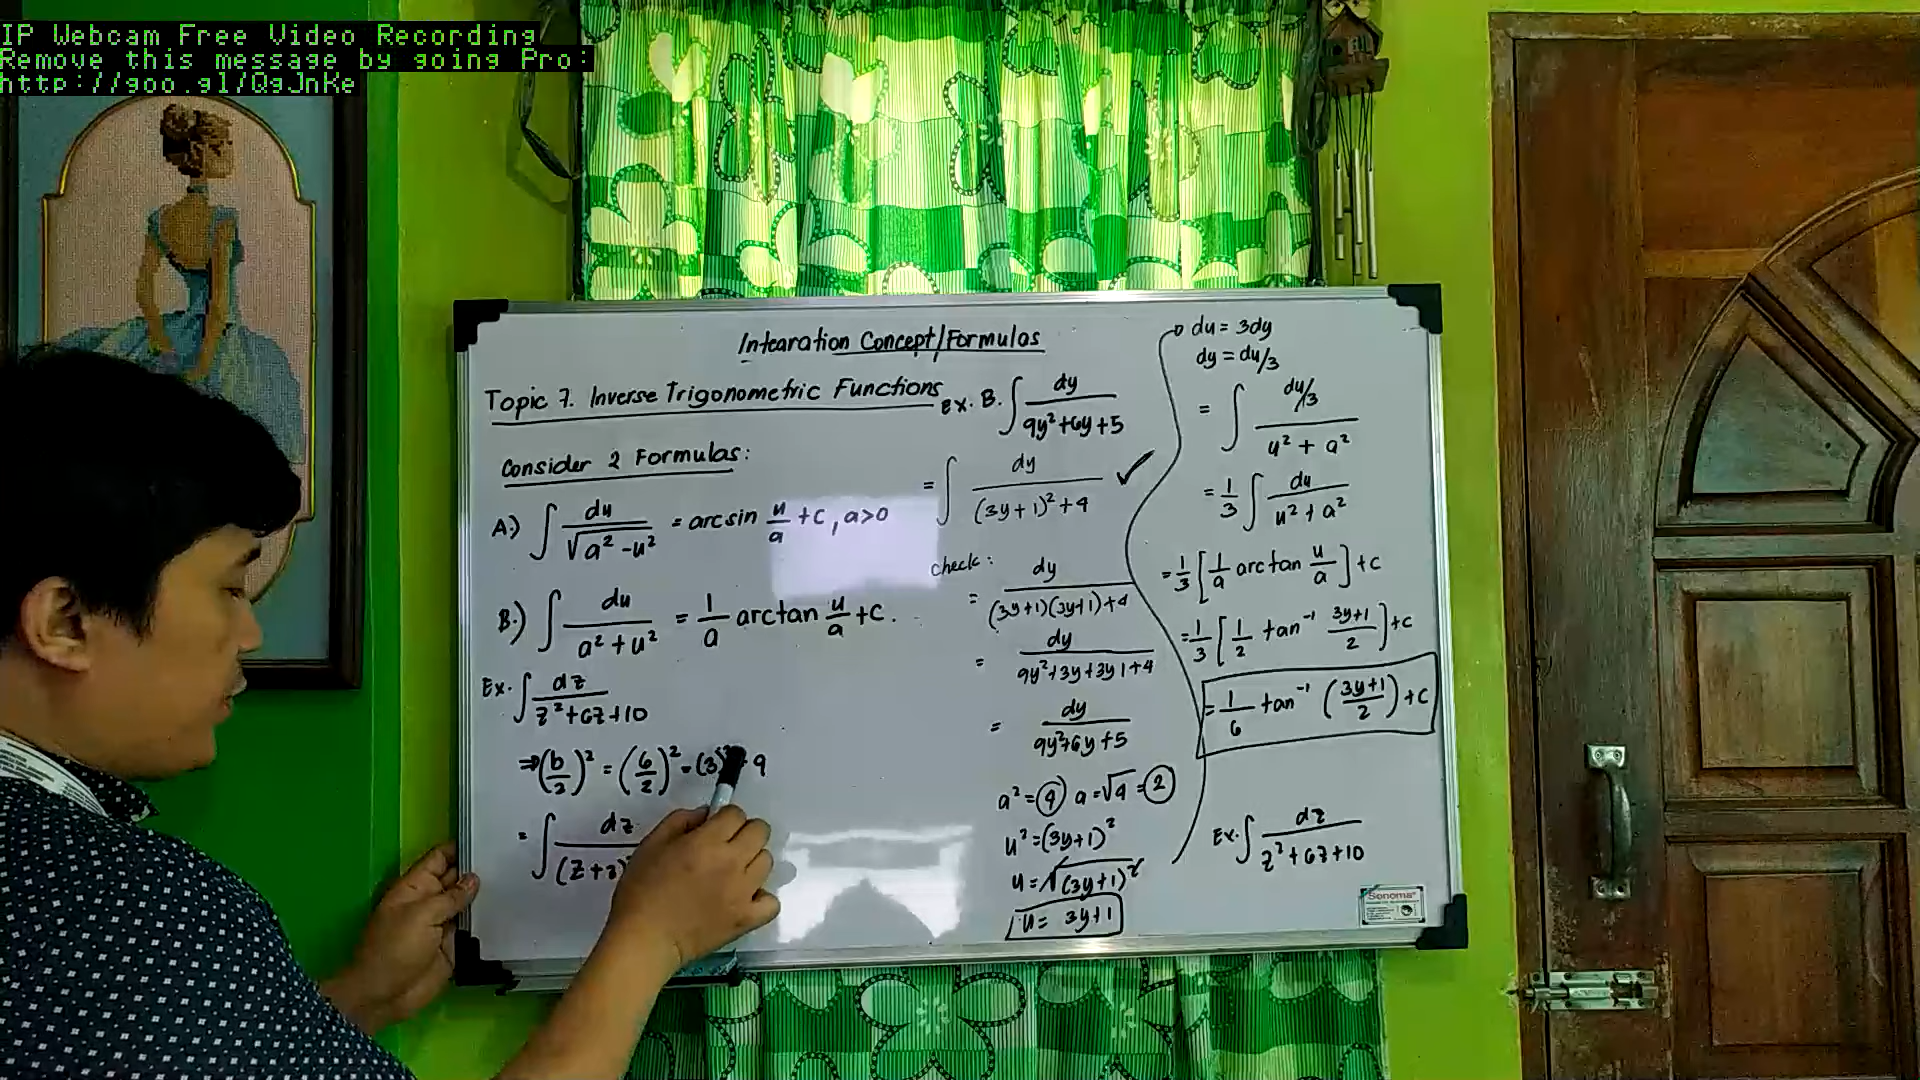 IP Webcam Free Video Recording
Remove this message by going Pro:
http://goo.gl/QgJnKe
Intearation Concept/Formulas
Topic 7. Inverse Trigonometric Functions
Consider 2 Formulas:
A.) ∫ du / √(a² - u²) = arcsin u/a + c, a>0
B.) ∫ du / (a² + u²) = 1/a arctan u/a + c.
Ex. ∫ dz / (z² + 6z + 10)
⇒ (b/2)² = (6/2)² = (3)² = 9
= ∫ dz / (z+3)
Ex. B. ∫ dy / (9y² + 6y + 5)
= ∫ dy / ((3y+1)² + 4) ✓
check:
= dy / ((3y+1)(3y+1)+4)
= dy / (9y²+3y+3y+1+4)
= dy / (9y²+6y+5)
a² = 4 a = √4 = 2
u² = (3y+1)²
u = √(3y+1)²
u = 3y+1
du = 3dy
dy = du/3
= ∫ (du/3) / (u² + a²)
= 1/3 ∫ du / (u² + a²)
= 1/3 [1/a arctan u/a] + c
= 1/3 [1/2 tan⁻¹ (3y+1)/2] + c
= 1/6 tan⁻¹ ((3y+1)/2) + c
Ex. ∫ dz / (z² + 6z + 10)
Sonoma